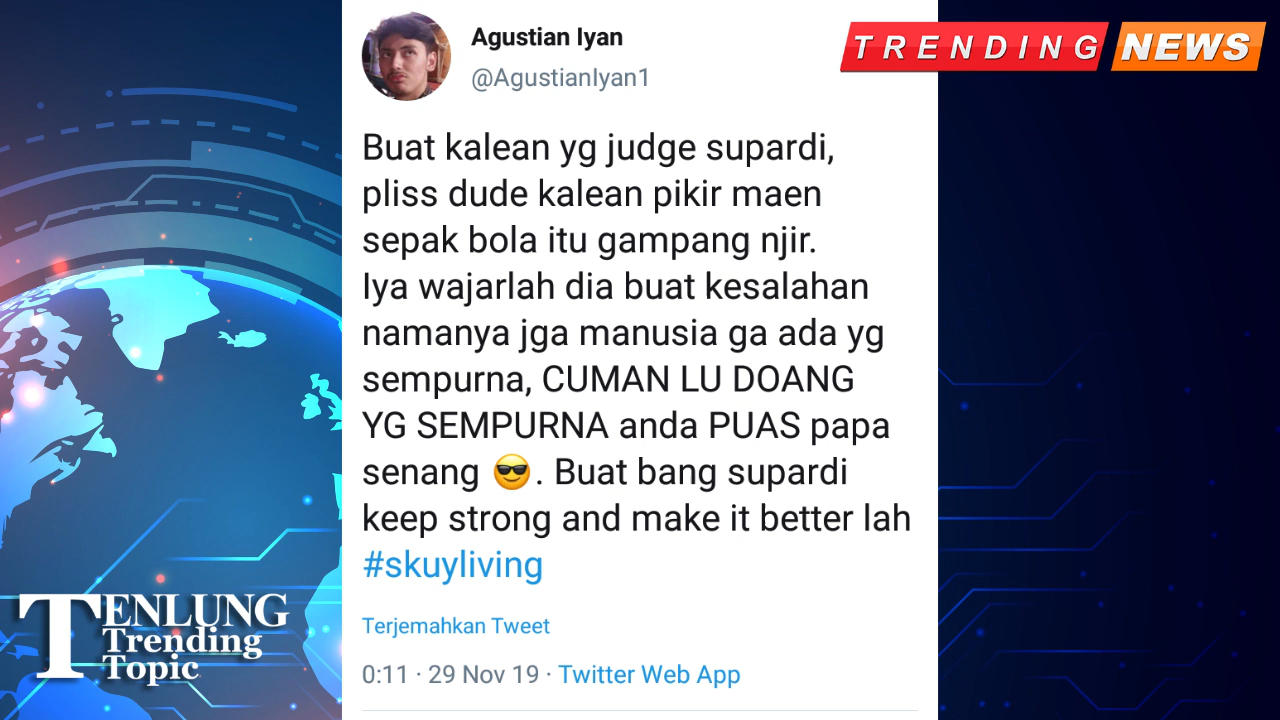 Agustian Iyan
@AgustianIyan1
TRENDING NEWS
Buat kalean yg judge supardi,
pliss dude kalean pikir maen
sepak bola itu gampang njir.
Iya wajarlah dia buat kesalahan
namanya jga manusia ga ada yg
sempurna, CUMAN LU DOANG
YG SEMPURNA anda PUAS papa
senang 😎. Buat bang supardi
keep strong and make it better lah
#skuyliving
Terjemahkan Tweet
0:11 · 29 Nov 19 · Twitter Web App
TENLUNG
Trending
Topic